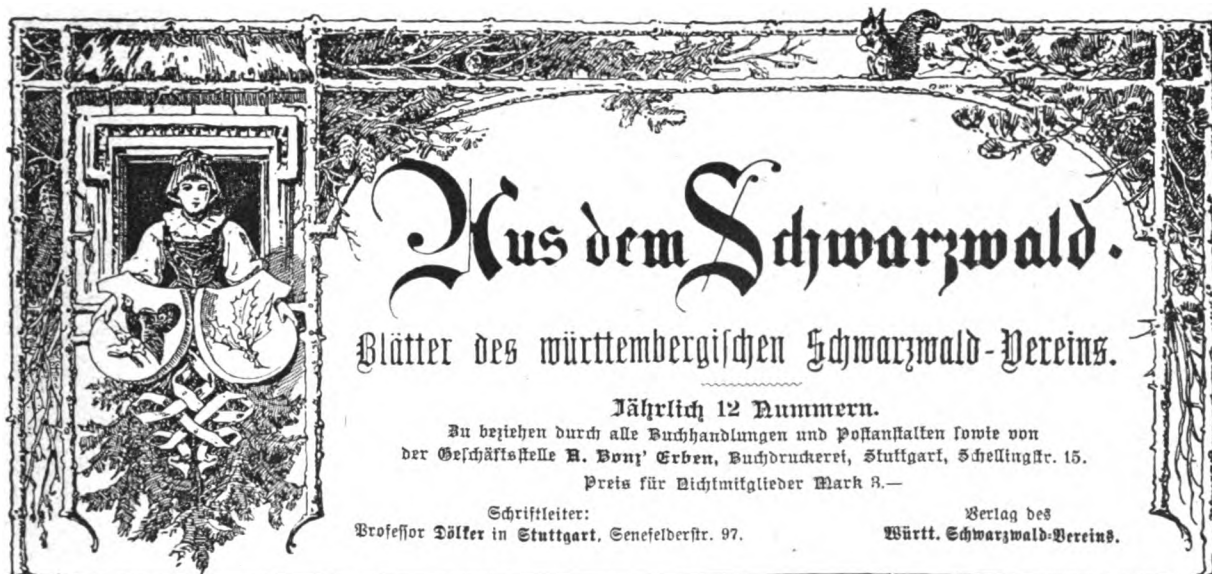 Aus dem Schwarzwald.
Blätter des württembergischen Schwarzwald-Vereins.
Jährlich 12 Nummern.
Zu beziehen durch alle Buchhandlungen und Postanstalten sowie von
der Geschäftsstelle A. Bonz' Erben, Buchdruckerei, Stuttgart, Schellingstr. 15.
Preis für Nichtmitglieder Mark 3.—
Schriftleiter:
Professor Dölker in Stuttgart, Senefelderstr. 97.
Verlag des
Württ. Schwarzwald-Vereins.